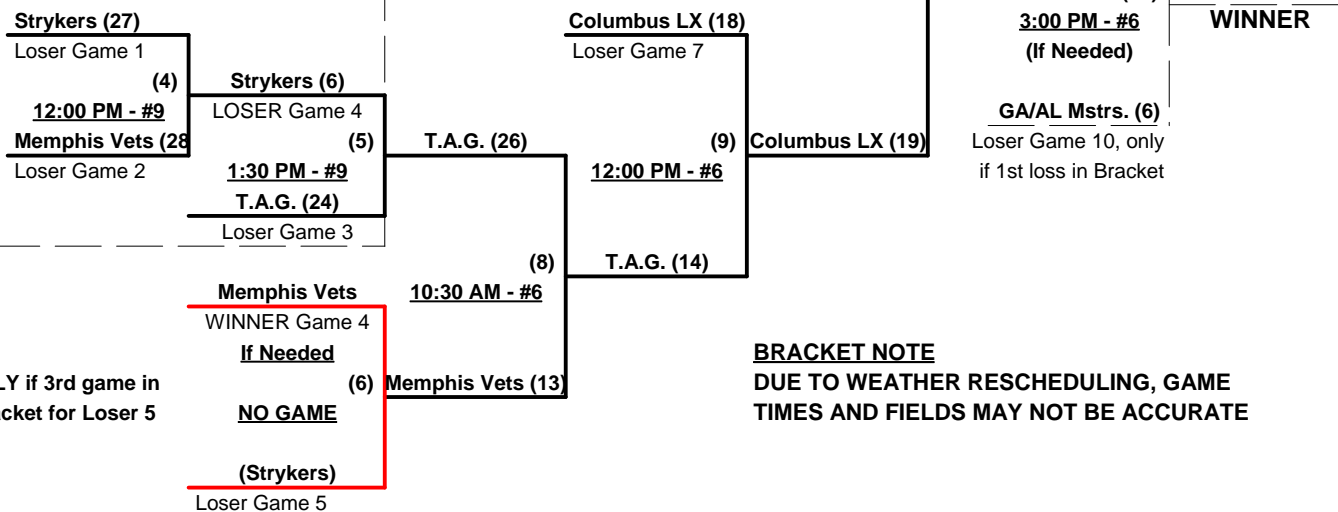 Strykers (27)
Columbus LX (18)
3:00 PM - #6
WINNER
Loser Game 1
Loser Game 7
(If Needed)
(4)
Strykers (6)
12:00 PM - #9
LOSER Game 4
GA/AL Mstrs. (6)
Memphis Vets (28
(5)
T.A.G. (26)
(9)
Columbus LX (19)
Loser Game 10, only
Loser Game 2
1:30 PM - #9
12:00 PM - #6
if 1st loss in Bracket
T.A.G. (24)
Loser Game 3
(8)
T.A.G. (14)
Memphis Vets
10:30 AM - #6
WINNER Game 4
If Needed
BRACKET NOTE
LY if 3rd game in
(6)
Memphis Vets (13)
DUE TO WEATHER RESCHEDULING, GAME
acket for Loser 5
NO GAME
TIMES AND FIELDS MAY NOT BE ACCURATE
(Strykers)
Loser Game 5